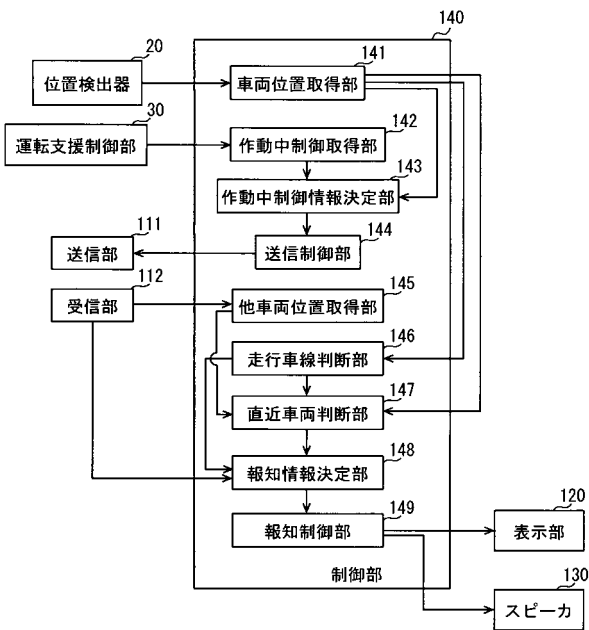 140
20
位置検出器
141
車両位置取得部
30
運転支援制御部
142
作動中制御取得部
143
作動中制御情報決定部
111
送信部
144
送信制御部
112
受信部
145
他車両位置取得部
146
走行車線判断部
147
直近車両判断部
148
報知情報決定部
149
報知制御部
120
表示部
制御部
130
スピーカ